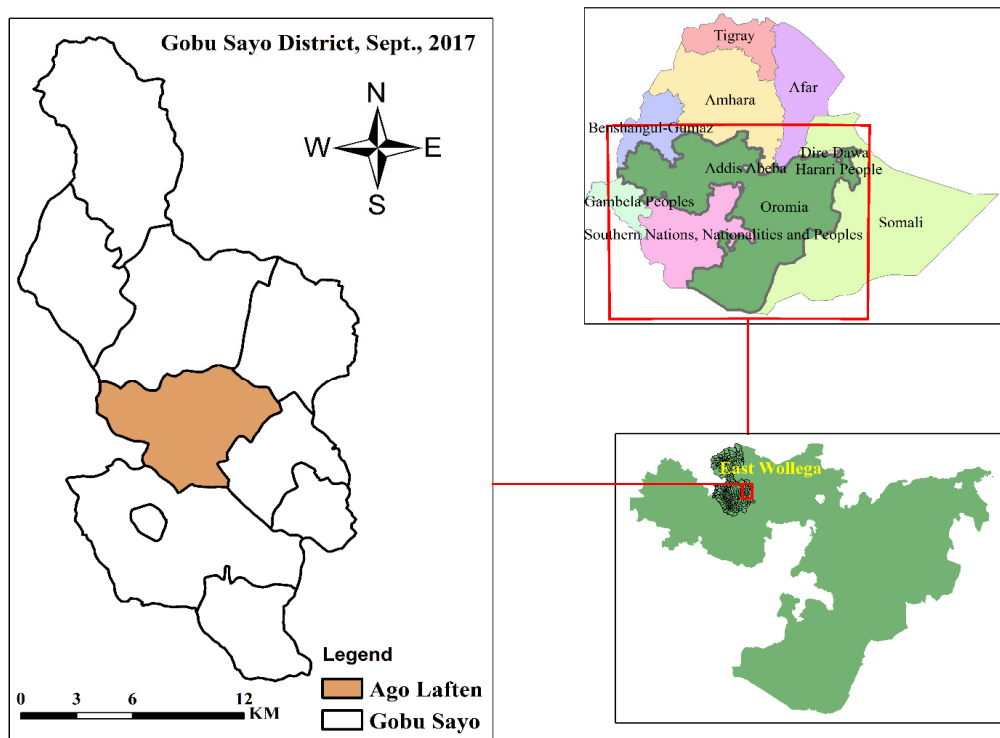 Gobu Sayo District, Sept., 2017
N
W E
S
Legend
Ago Laften
Gobu Sayo
0 3 6 12
KM
Tigray
Afar
Amhara
Benshangul-Gumaz
Dire Dawa
Addis Abeba
Harari People
Gambela Peoples
Oromia
Somali
Southern Nations, Nationalities and Peoples
East Wollega